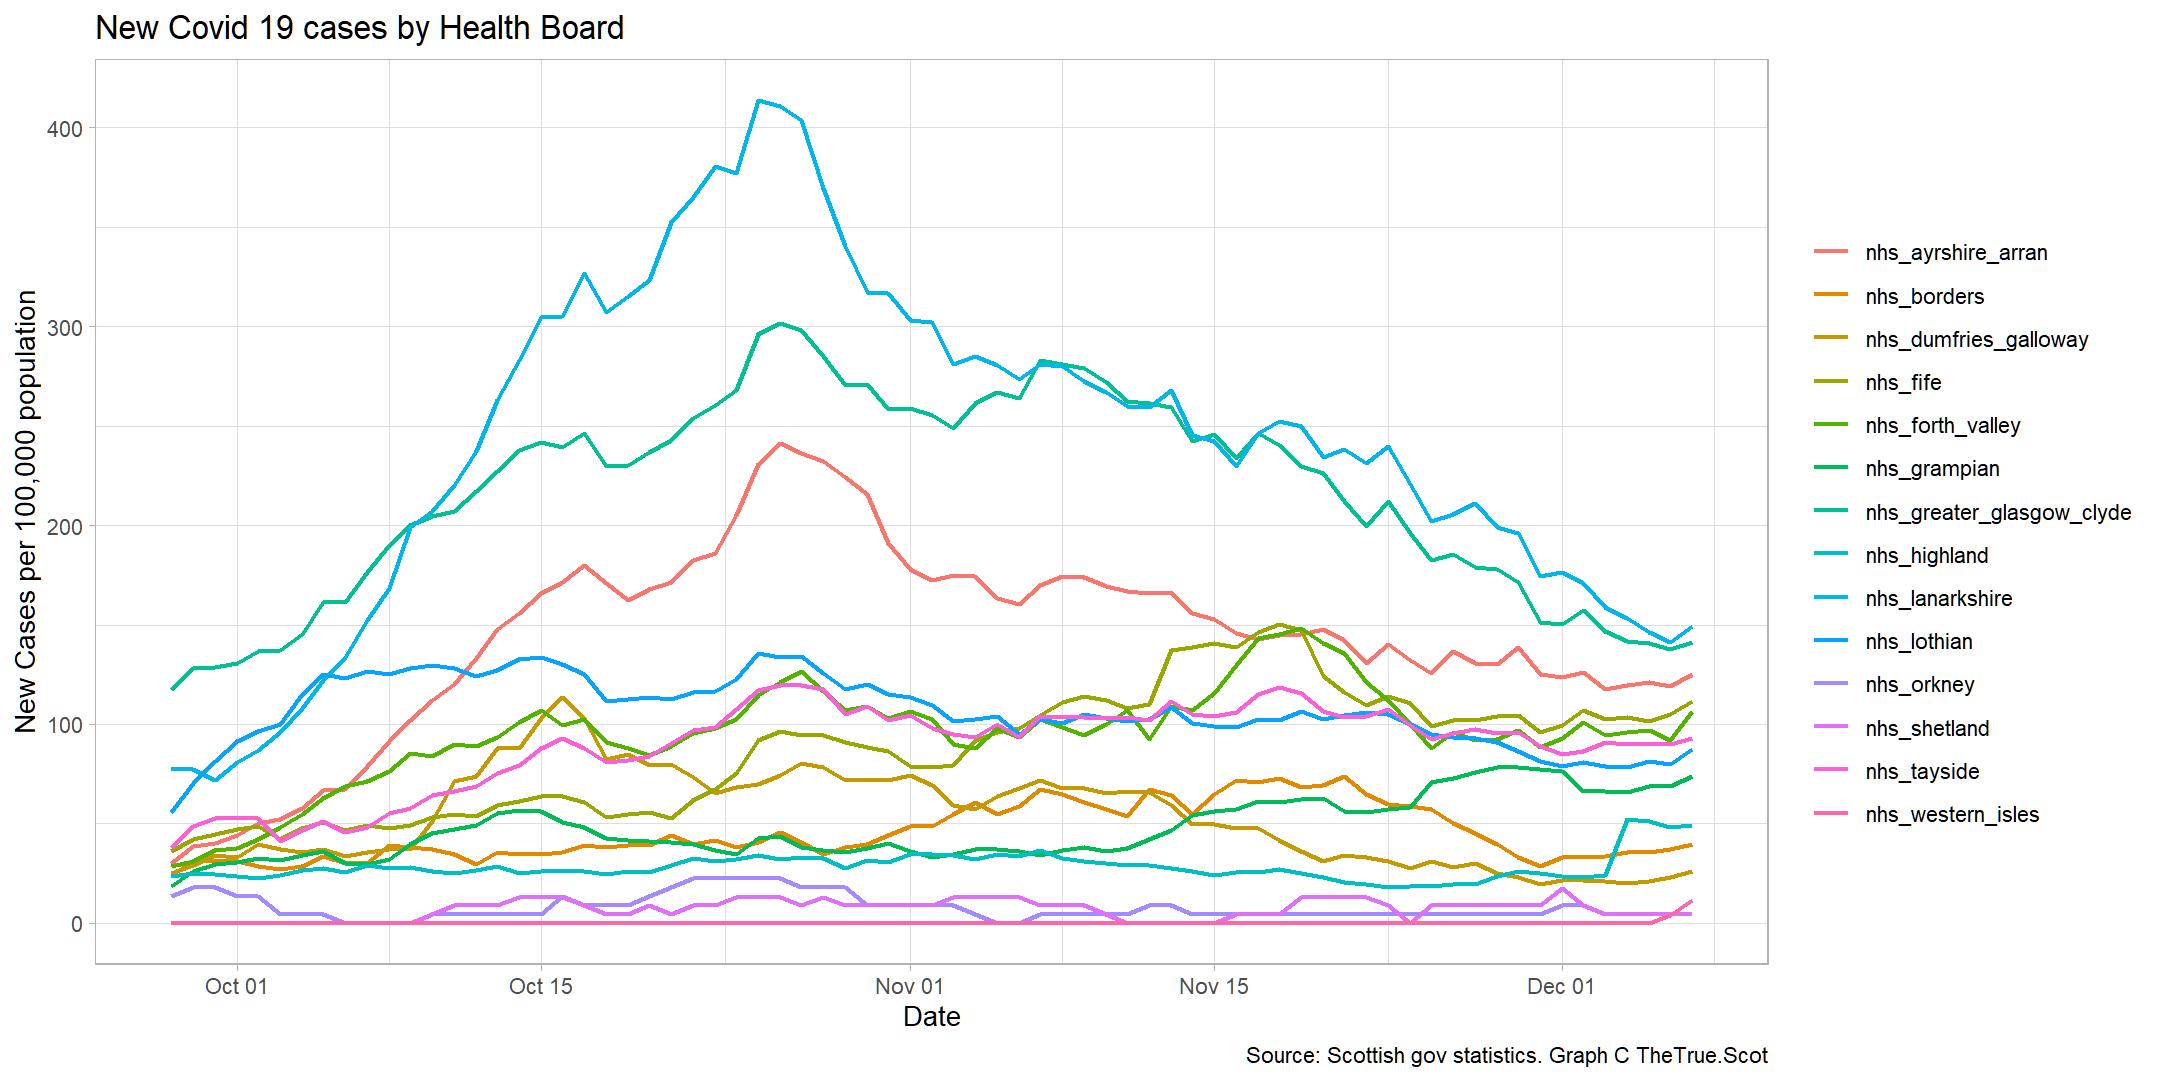 New Covid 19 cases by Health Board
New Cases per 100,000 population
400
300
200
100
0
Oct 01
Oct 15
Nov 01
Nov 15
Dec 01
Date
nhs_ayrshire_arran
nhs_borders
nhs_dumfries_galloway
nhs_fife
nhs_forth_valley
nhs_grampian
nhs_greater_glasgow_clyde
nhs_highland
nhs_lanarkshire
nhs_lothian
nhs_orkney
nhs_shetland
nhs_tayside
nhs_western_isles
Source: Scottish gov statistics. Graph C TheTrue.Scot